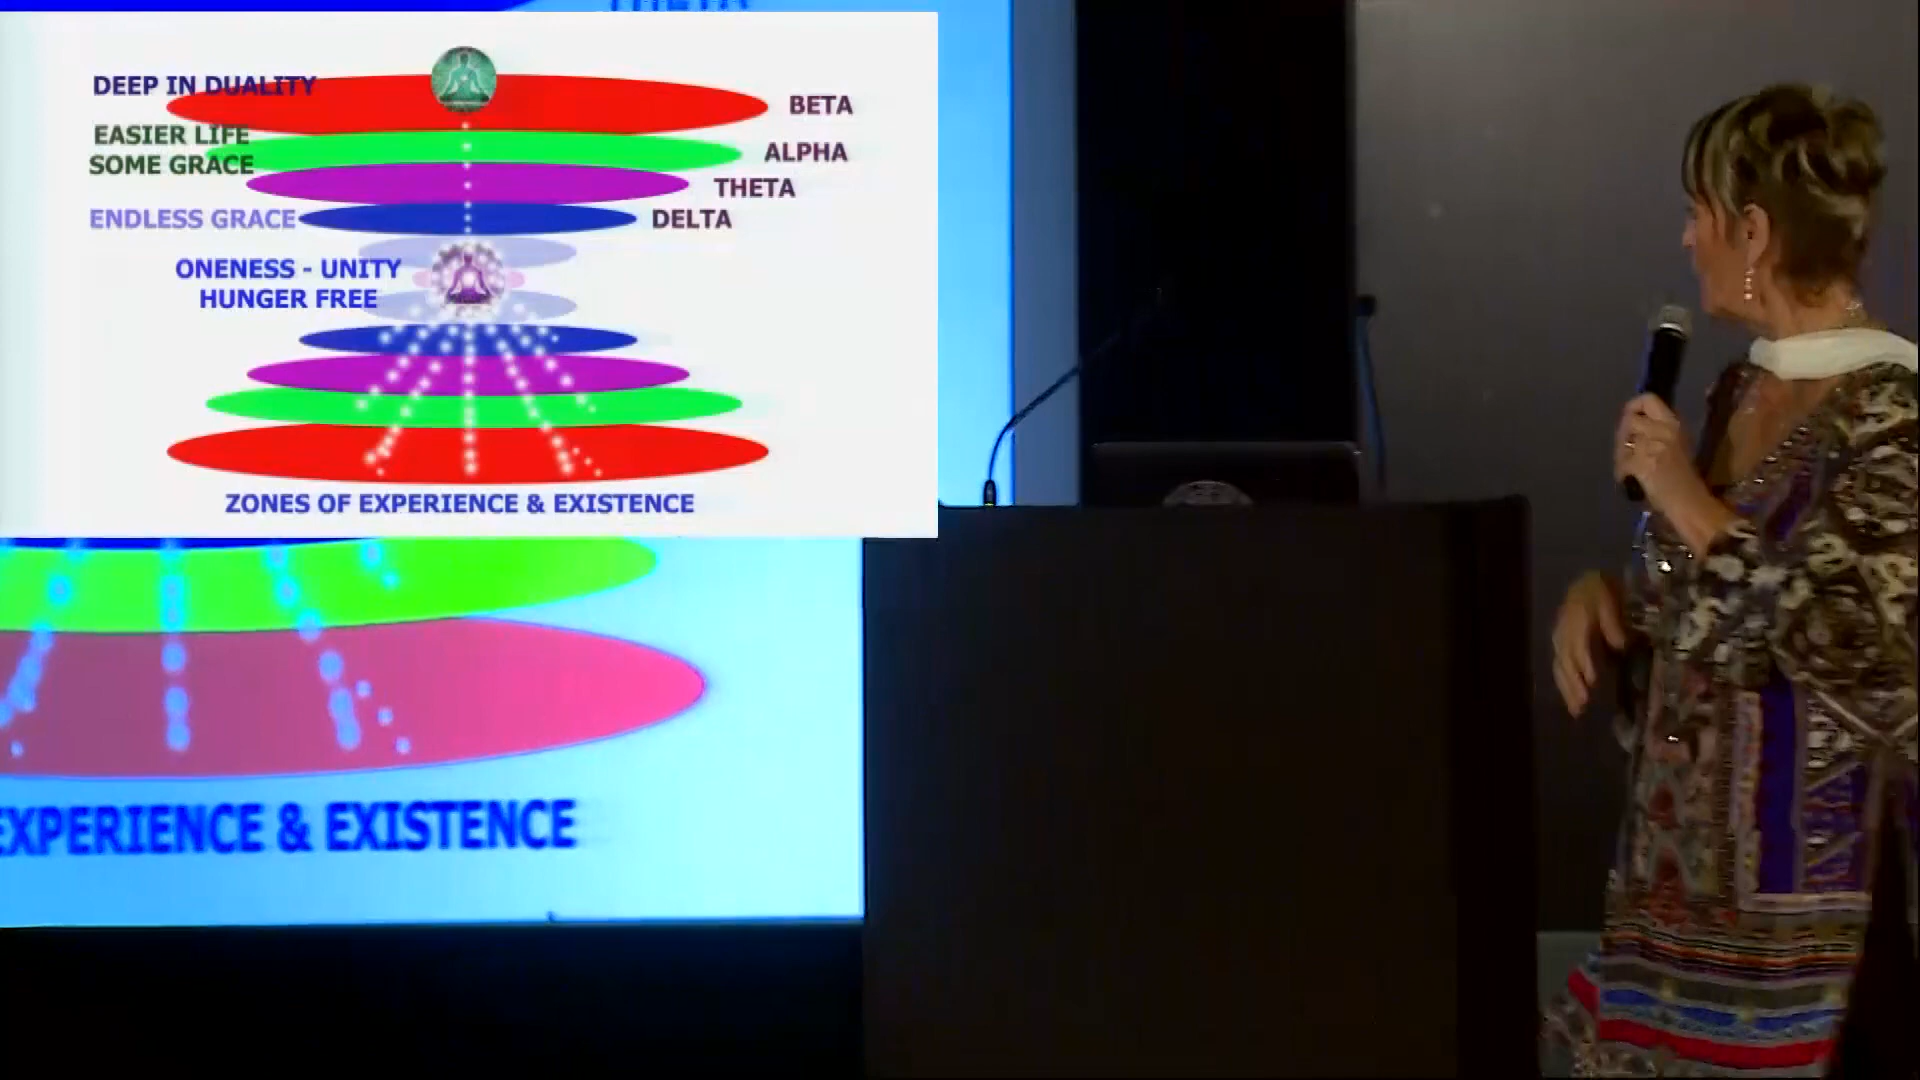 DEEP IN DUALITY
BETA
EASIER LIFE
SOME GRACE
ALPHA
THETA
ENDLESS GRACE
DELTA
ONENESS - UNITY
HUNGER FREE
ZONES OF EXPERIENCE & EXISTENCE
EXPERIENCE & EXISTENCE